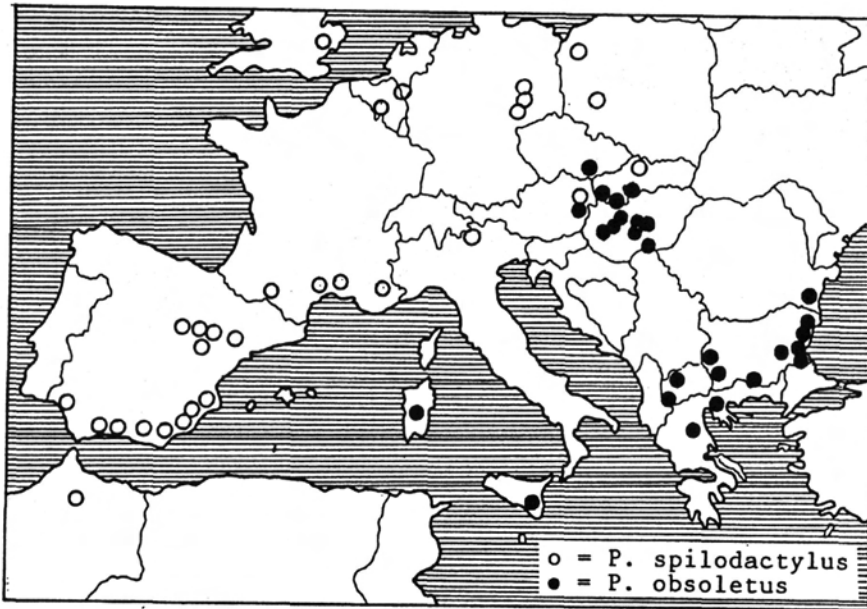 ○ = P. spilodactylus
● = P. obsoletus